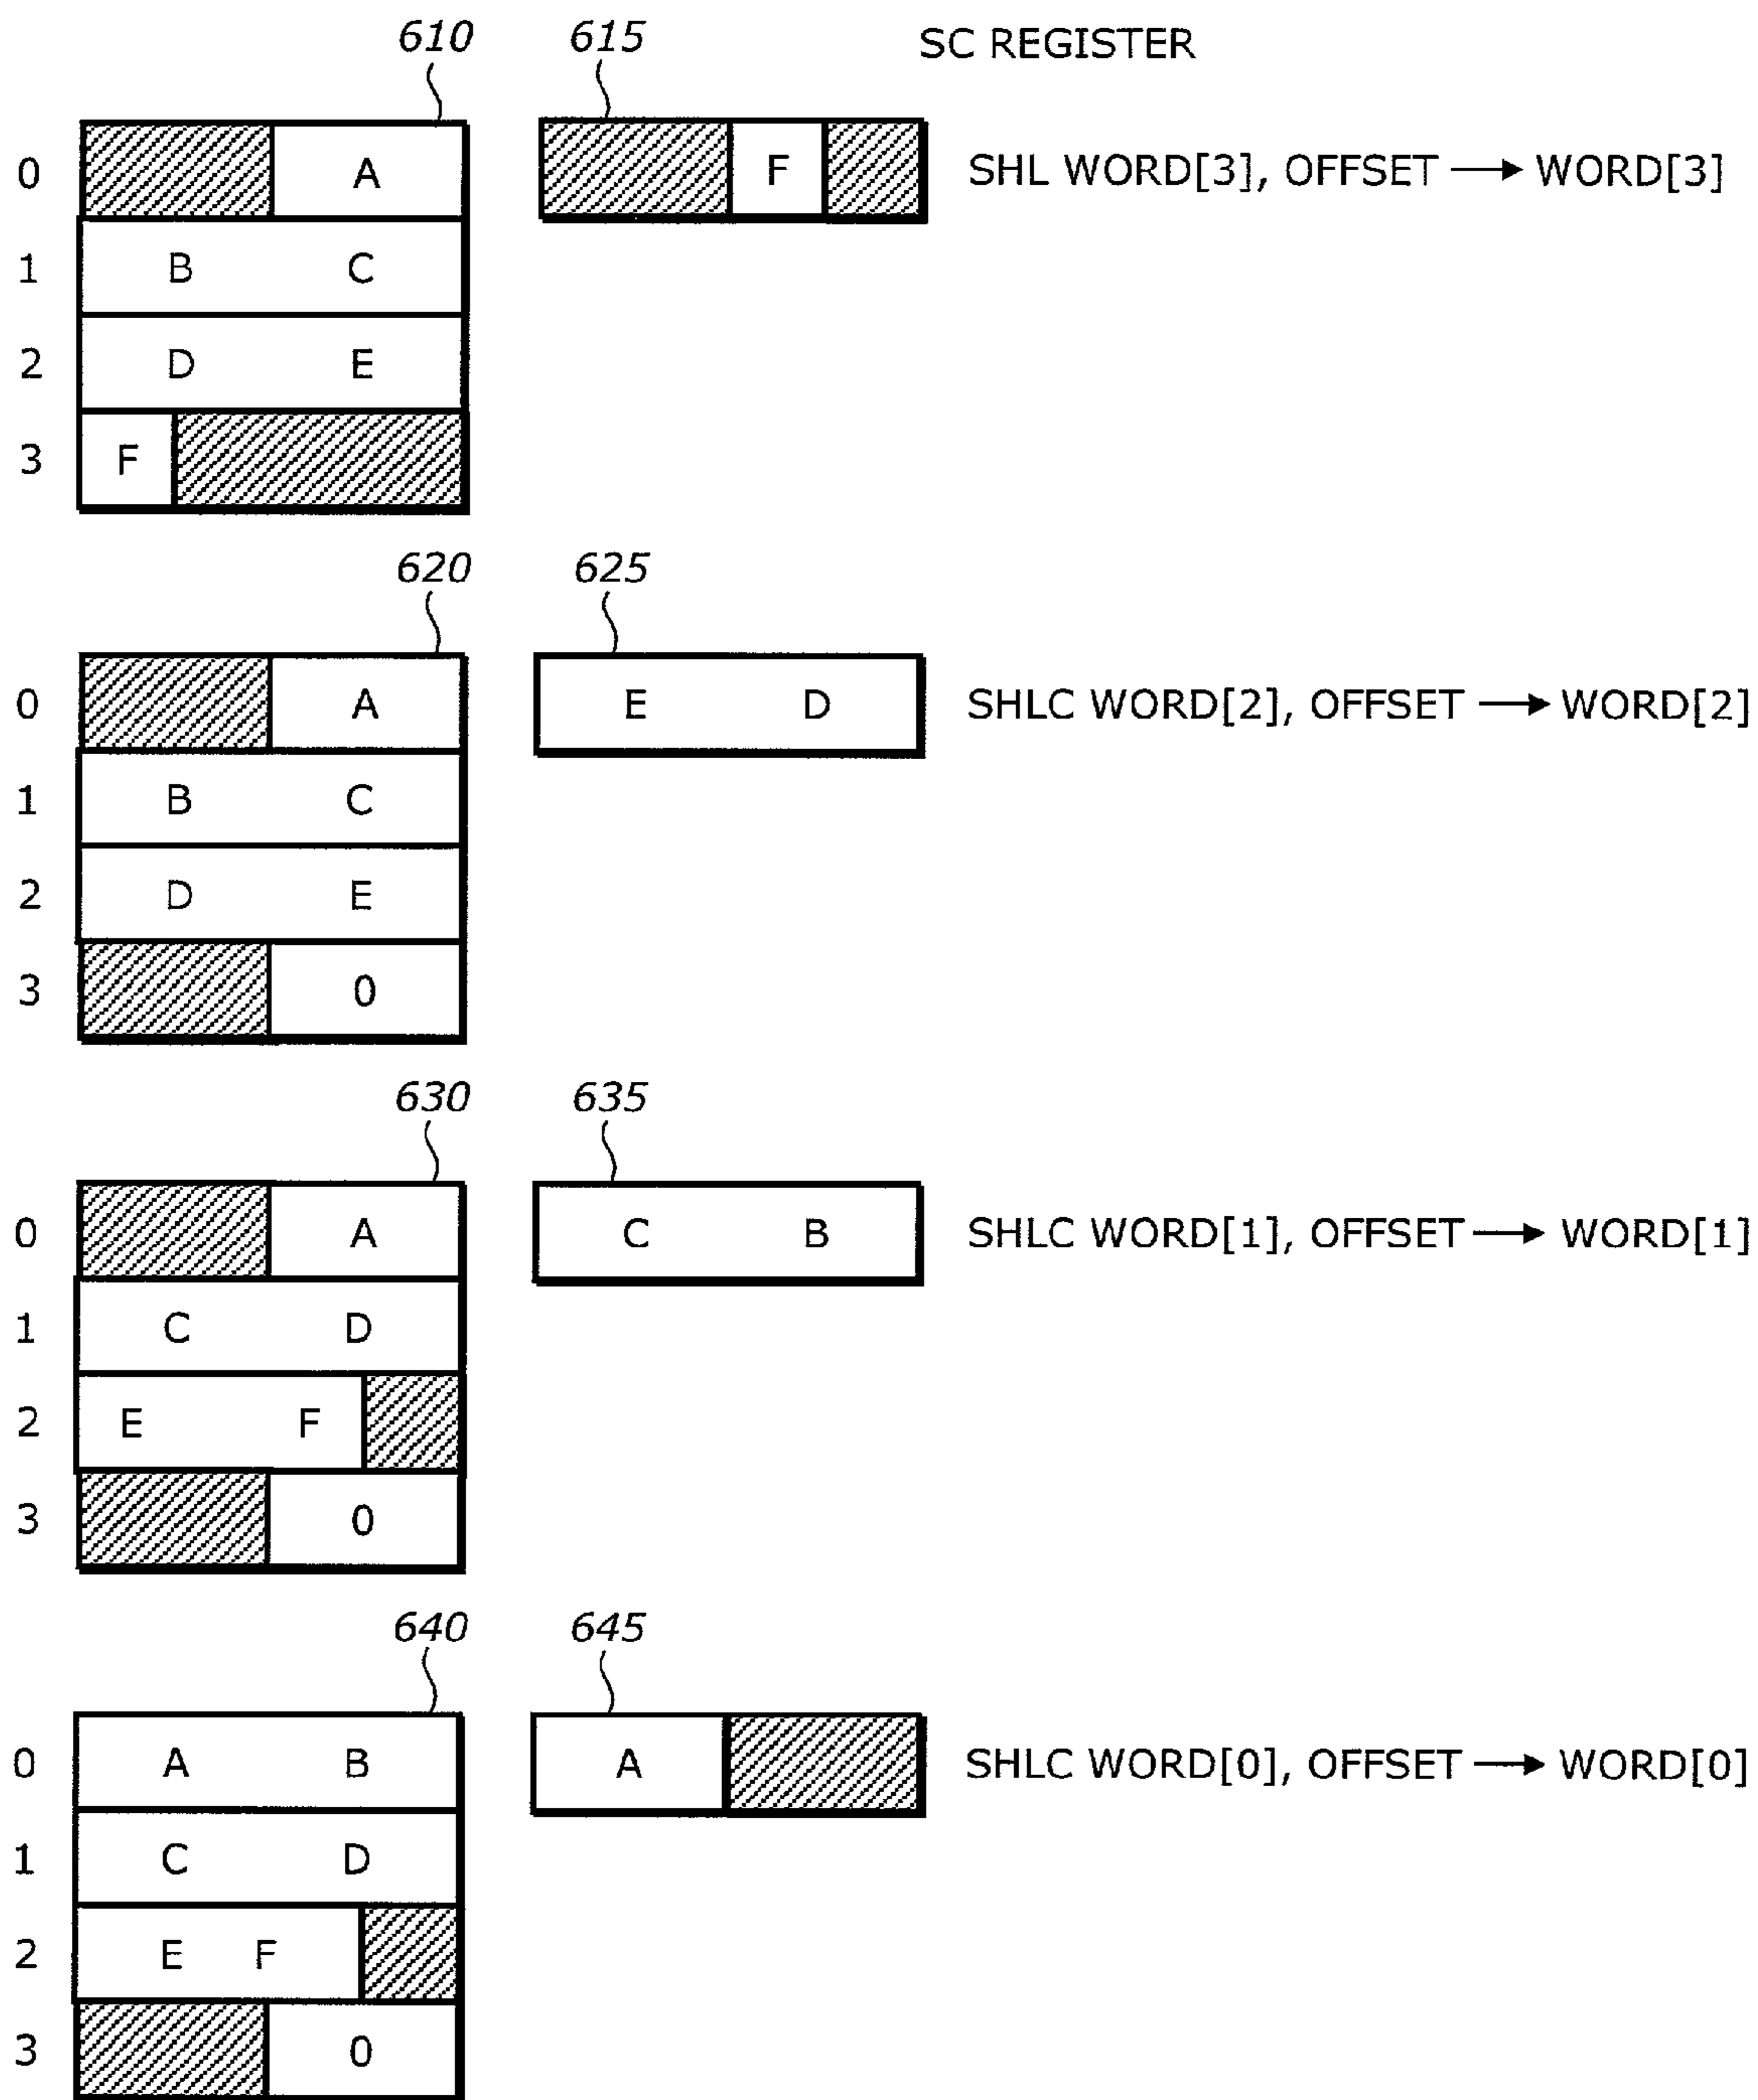 610 615 SC REGISTER
0 A F SHL WORD[3], OFFSET → WORD[3]
1 B C
2 D E
3 F
620 625
0 A E D SHLC WORD[2], OFFSET → WORD[2]
1 B C
2 D E
3 0
630 635
0 A C B SHLC WORD[1], OFFSET → WORD[1]
1 C D
2 E F
3 0
640 645
0 A B A SHLC WORD[0], OFFSET → WORD[0]
1 C D
2 E F
3 0